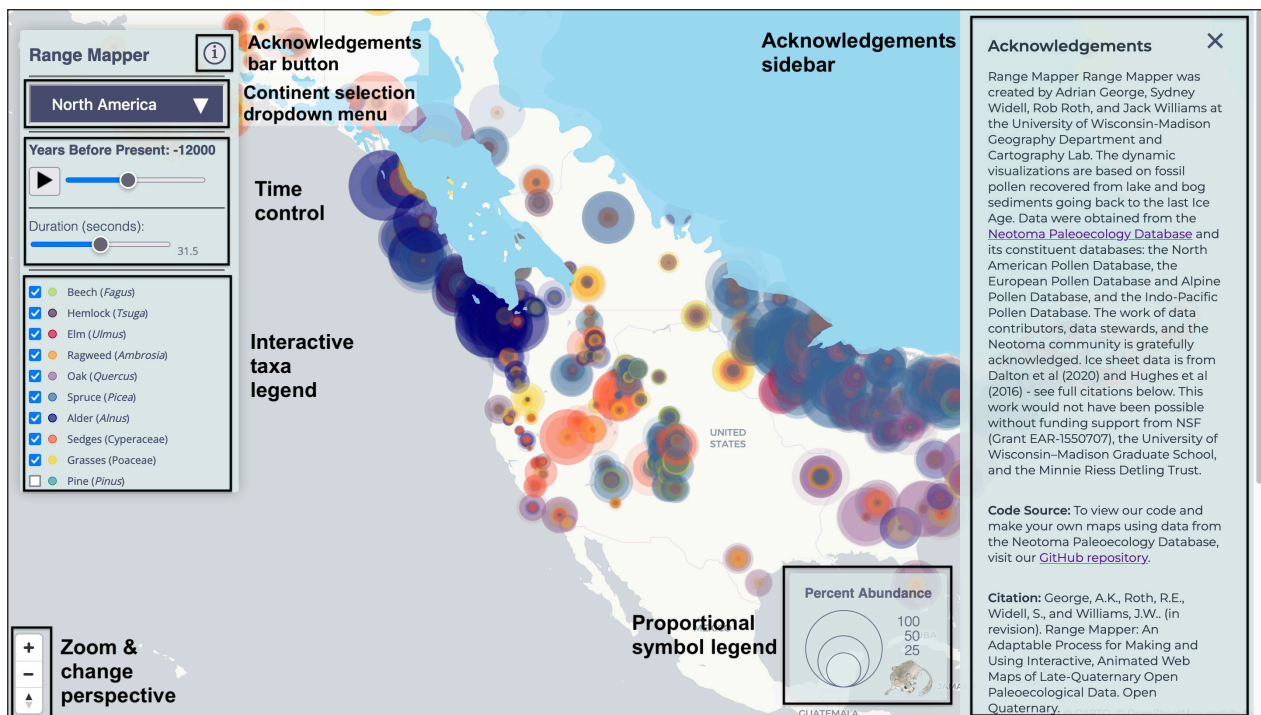 Range Mapper
i
Acknowledgements
bar button
North America ▼
Continent selection
dropdown menu
Years Before Present: -12000
Duration (seconds):
31.5
Time
control
Beech (Fagus)
Hemlock (Tsuga)
Elm (Ulmus)
Ragweed (Ambrosia)
Oak (Quercus)
Spruce (Picea)
Alder (Alnus)
Sedges (Cyperaceae)
Grasses (Poaceae)
Pine (Pinus)
Interactive
taxa
legend
+
−
Zoom &
change
perspective
UNITED
STATES
Proportional
symbol legend
Percent Abundance
100
50
25
GUATEMALA
Acknowledgements
sidebar
Acknowledgements
Range Mapper Range Mapper was
created by Adrian George, Sydney
Widell, Rob Roth, and Jack Williams at
the University of Wisconsin-Madison
Geography Department and
Cartography Lab. The dynamic
visualizations are based on fossil
pollen recovered from lake and bog
sediments going back to the last Ice
Age. Data were obtained from the
Neotoma Paleoecology Database and
its constituent databases: the North
American Pollen Database, the
European Pollen Database and Alpine
Pollen Database, and the Indo-Pacific
Pollen Database. The work of data
contributors, data stewards, and the
Neotoma community is gratefully
acknowledged. Ice sheet data is from
Dalton et al (2020) and Hughes et al
(2016) - see full citations below. This
work would not have been possible
without funding support from NSF
(Grant EAR-1550707), the University of
Wisconsin–Madison Graduate School,
and the Minnie Riess Detling Trust.
Code Source: To view our code and
make your own maps using data from
the Neotoma Paleoecology Database,
visit our GitHub repository.
Citation: George, A.K., Roth, R.E.,
Widell, S., and Williams, J.W.. (in
revision). Range Mapper: An
Adaptable Process for Making and
Using Interactive, Animated Web
Maps of Late-Quaternary Open
Paleoecological Data. Open
Quaternary.